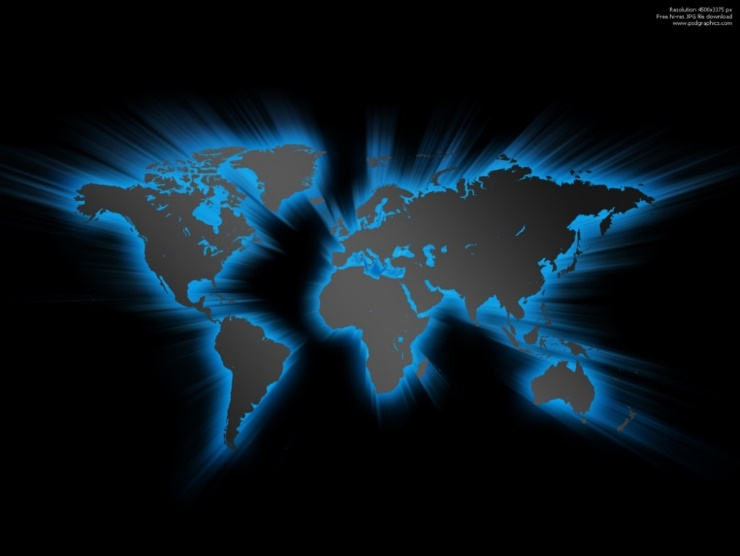 Resolution 4500x3375 px
Free hi-res JPG file download
www.psdgraphics.com